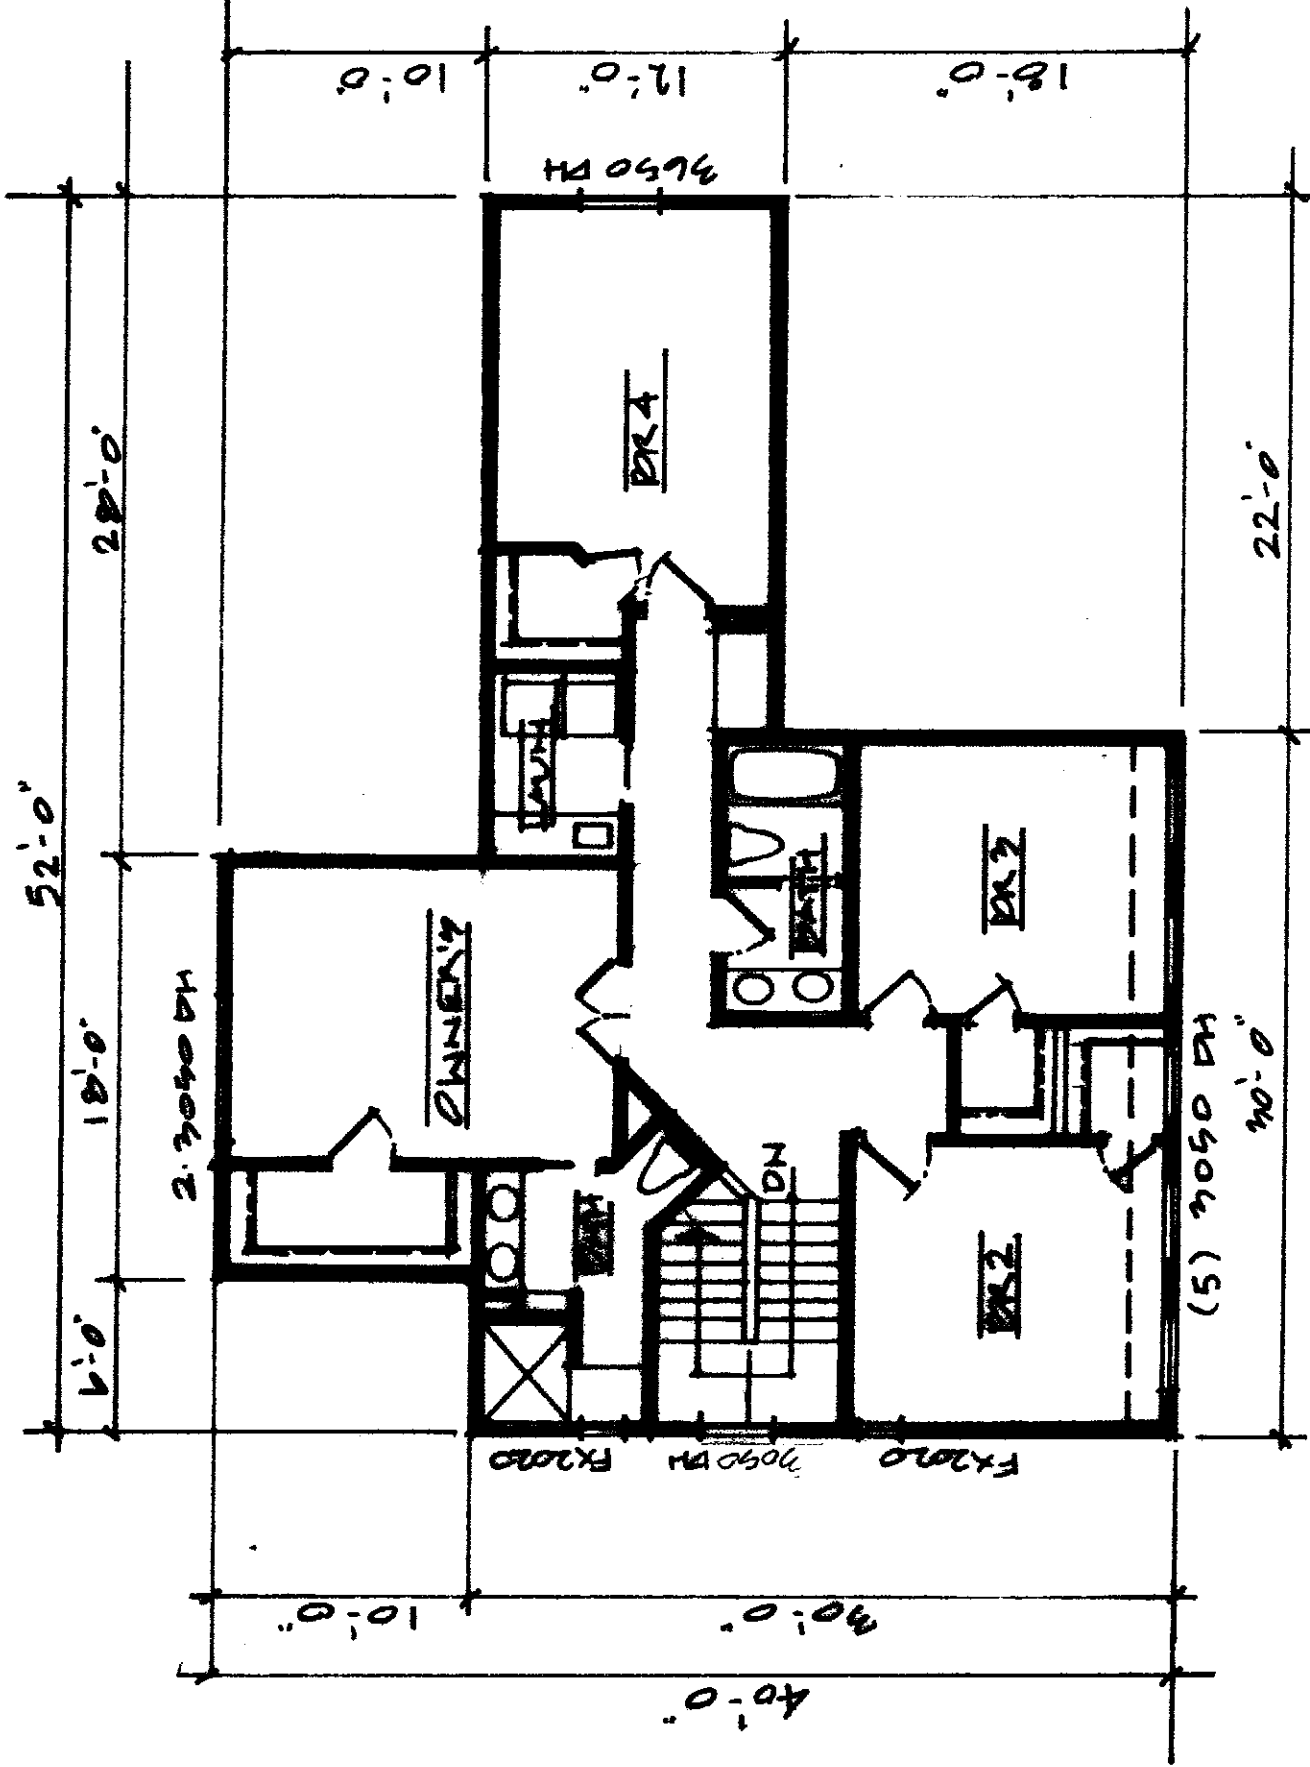 10'-0"
12'-0"
18'-0"
3650 DH
BR 4
28'-0"
22'-0"
52'-0"
LAUN
BATH
BR 3
OWNER'S
2·3050 DH
18'-0"
DN
BATH
BR 2
(5) 3050 DH
30'-0"
6'-0"
FX2020
3050 DH
FX2020
10'-0"
30'-0"
40'-0"